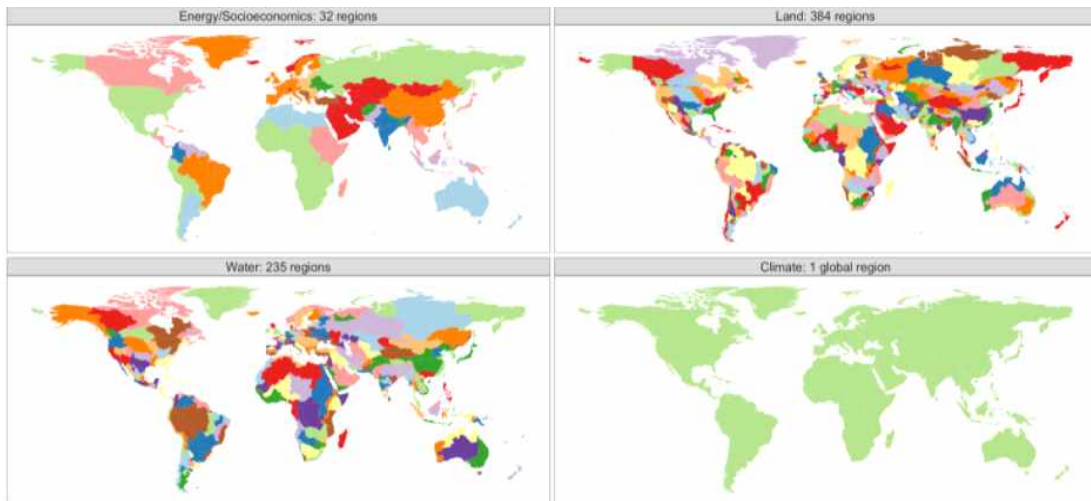 Energy/Socioeconomics: 32 regions
Land: 384 regions
Water: 235 regions
Climate: 1 global region